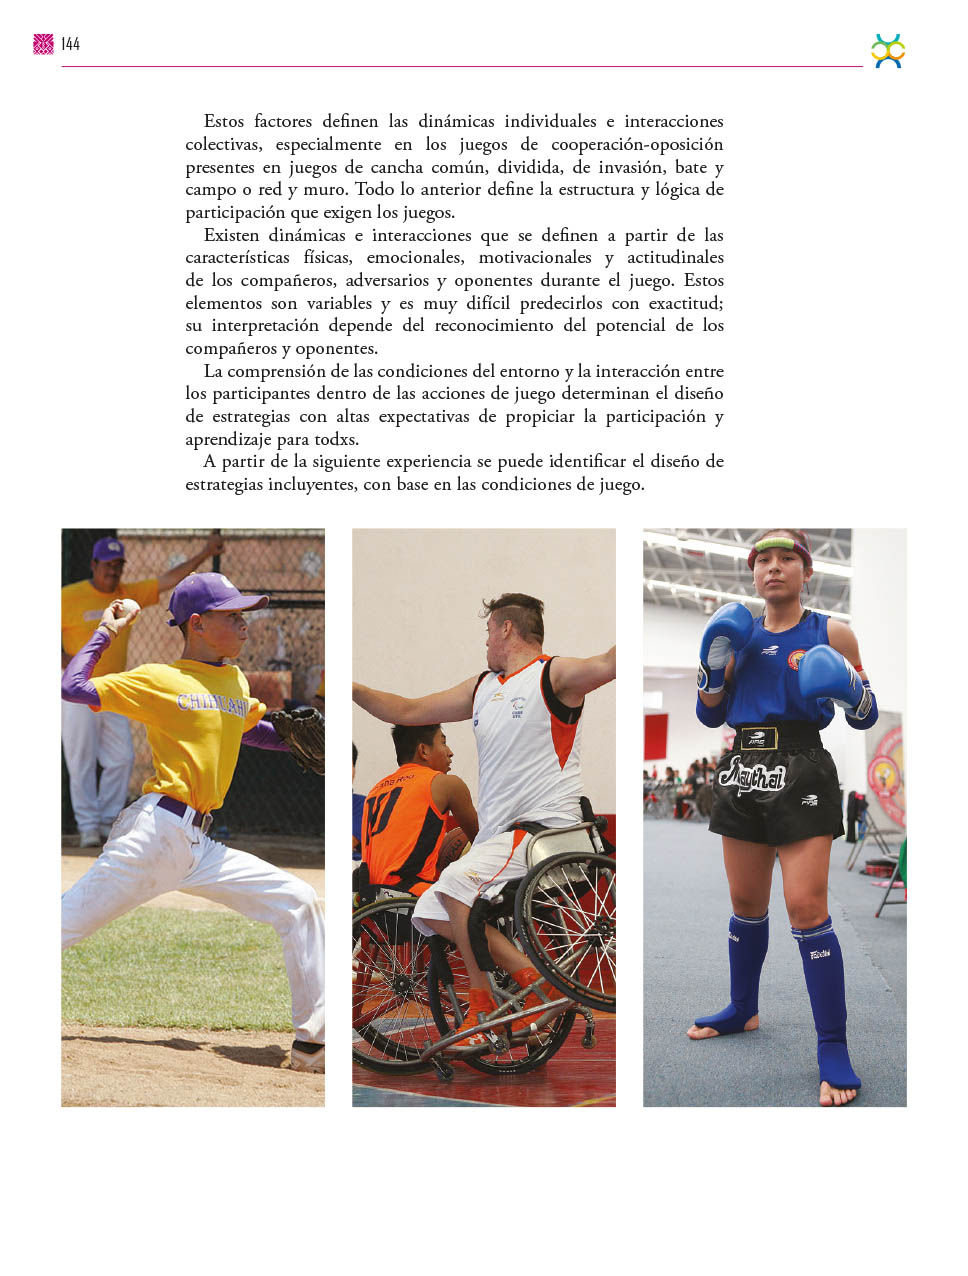 144
Estos factores definen las dinámicas individuales e interacciones
colectivas, especialmente en los juegos de cooperación-oposición
presentes en juegos de cancha común, dividida, de invasión, bate y
campo o red y muro. Todo lo anterior define la estructura y lógica de
participación que exigen los juegos.
Existen dinámicas e interacciones que se definen a partir de las
características físicas, emocionales, motivacionales y actitudinales
de los compañeros, adversarios y oponentes durante el juego. Estos
elementos son variables y es muy difícil predecirlos con exactitud;
su interpretación depende del reconocimiento del potencial de los
compañeros y oponentes.
La comprensión de las condiciones del entorno y la interacción entre
los participantes dentro de las acciones de juego determinan el diseño
de estrategias con altas expectativas de propiciar la participación y
aprendizaje para todxs.
A partir de la siguiente experiencia se puede identificar el diseño de
estrategias incluyentes, con base en las condiciones de juego.
CHIHUAH
Maythai